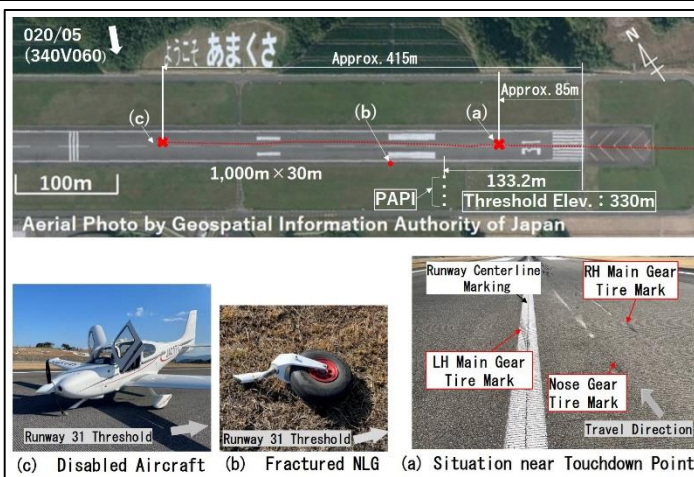 020/05
(340V060)
ようこそ あまくさ
N
Approx.415m
Approx.85m
(c)
(b)
(a)
13
100m
1,000m×30m
PAPI
133.2m
Threshold Elev.：330m
Aerial Photo by Geospatial Information Authority of Japan
Runway Centerline
Marking
RH Main Gear
Tire Mark
LH Main Gear
Tire Mark
Nose Gear
Tire Mark
Travel Direction
Runway 31 Threshold
Runway 31 Threshold
(c) Disabled Aircraft
(b) Fractured NLG
(a) Situation near Touchdown Point